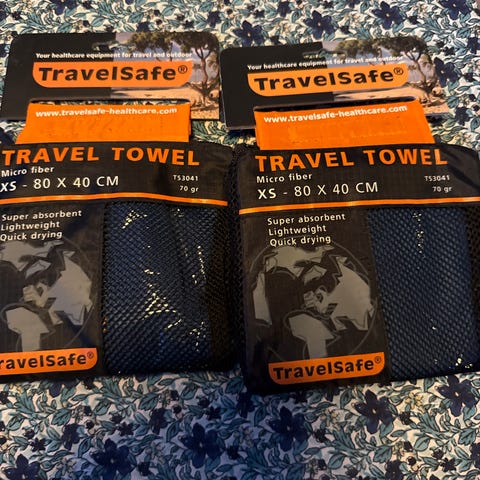 Your healthcare equipment for travel and outdoor
TravelSafe®
www.travelsafe-healthcare.com
TRAVEL TOWEL
Micro fiber
TS3041
XS - 80 X 40 CM
70 gr
Super absorbent
Lightweight
Quick drying
TravelSafe®
Your healthcare equipment for travel and outdoor
TravelSafe®
www.travelsafe-healthcare.com
TRAVEL TOWEL
Micro fiber
TS3041
XS - 80 X 40 CM
70 gr
Super absorbent
Lightweight
Quick drying
TravelSafe®